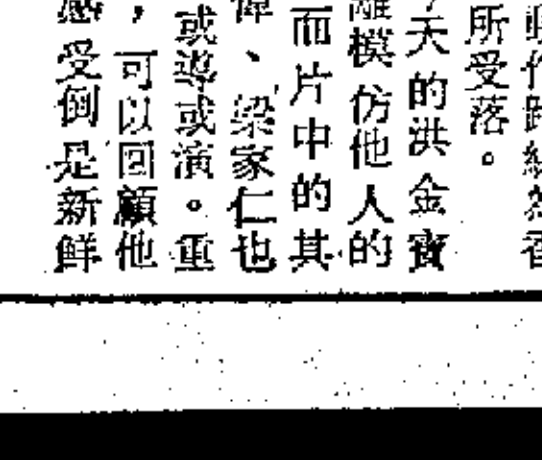 所受落。
天的洪金寶
離模仿他人的
而片中的其
偉、梁家仁也
或導或演。重
，可以回顧他
感受倒是新鮮